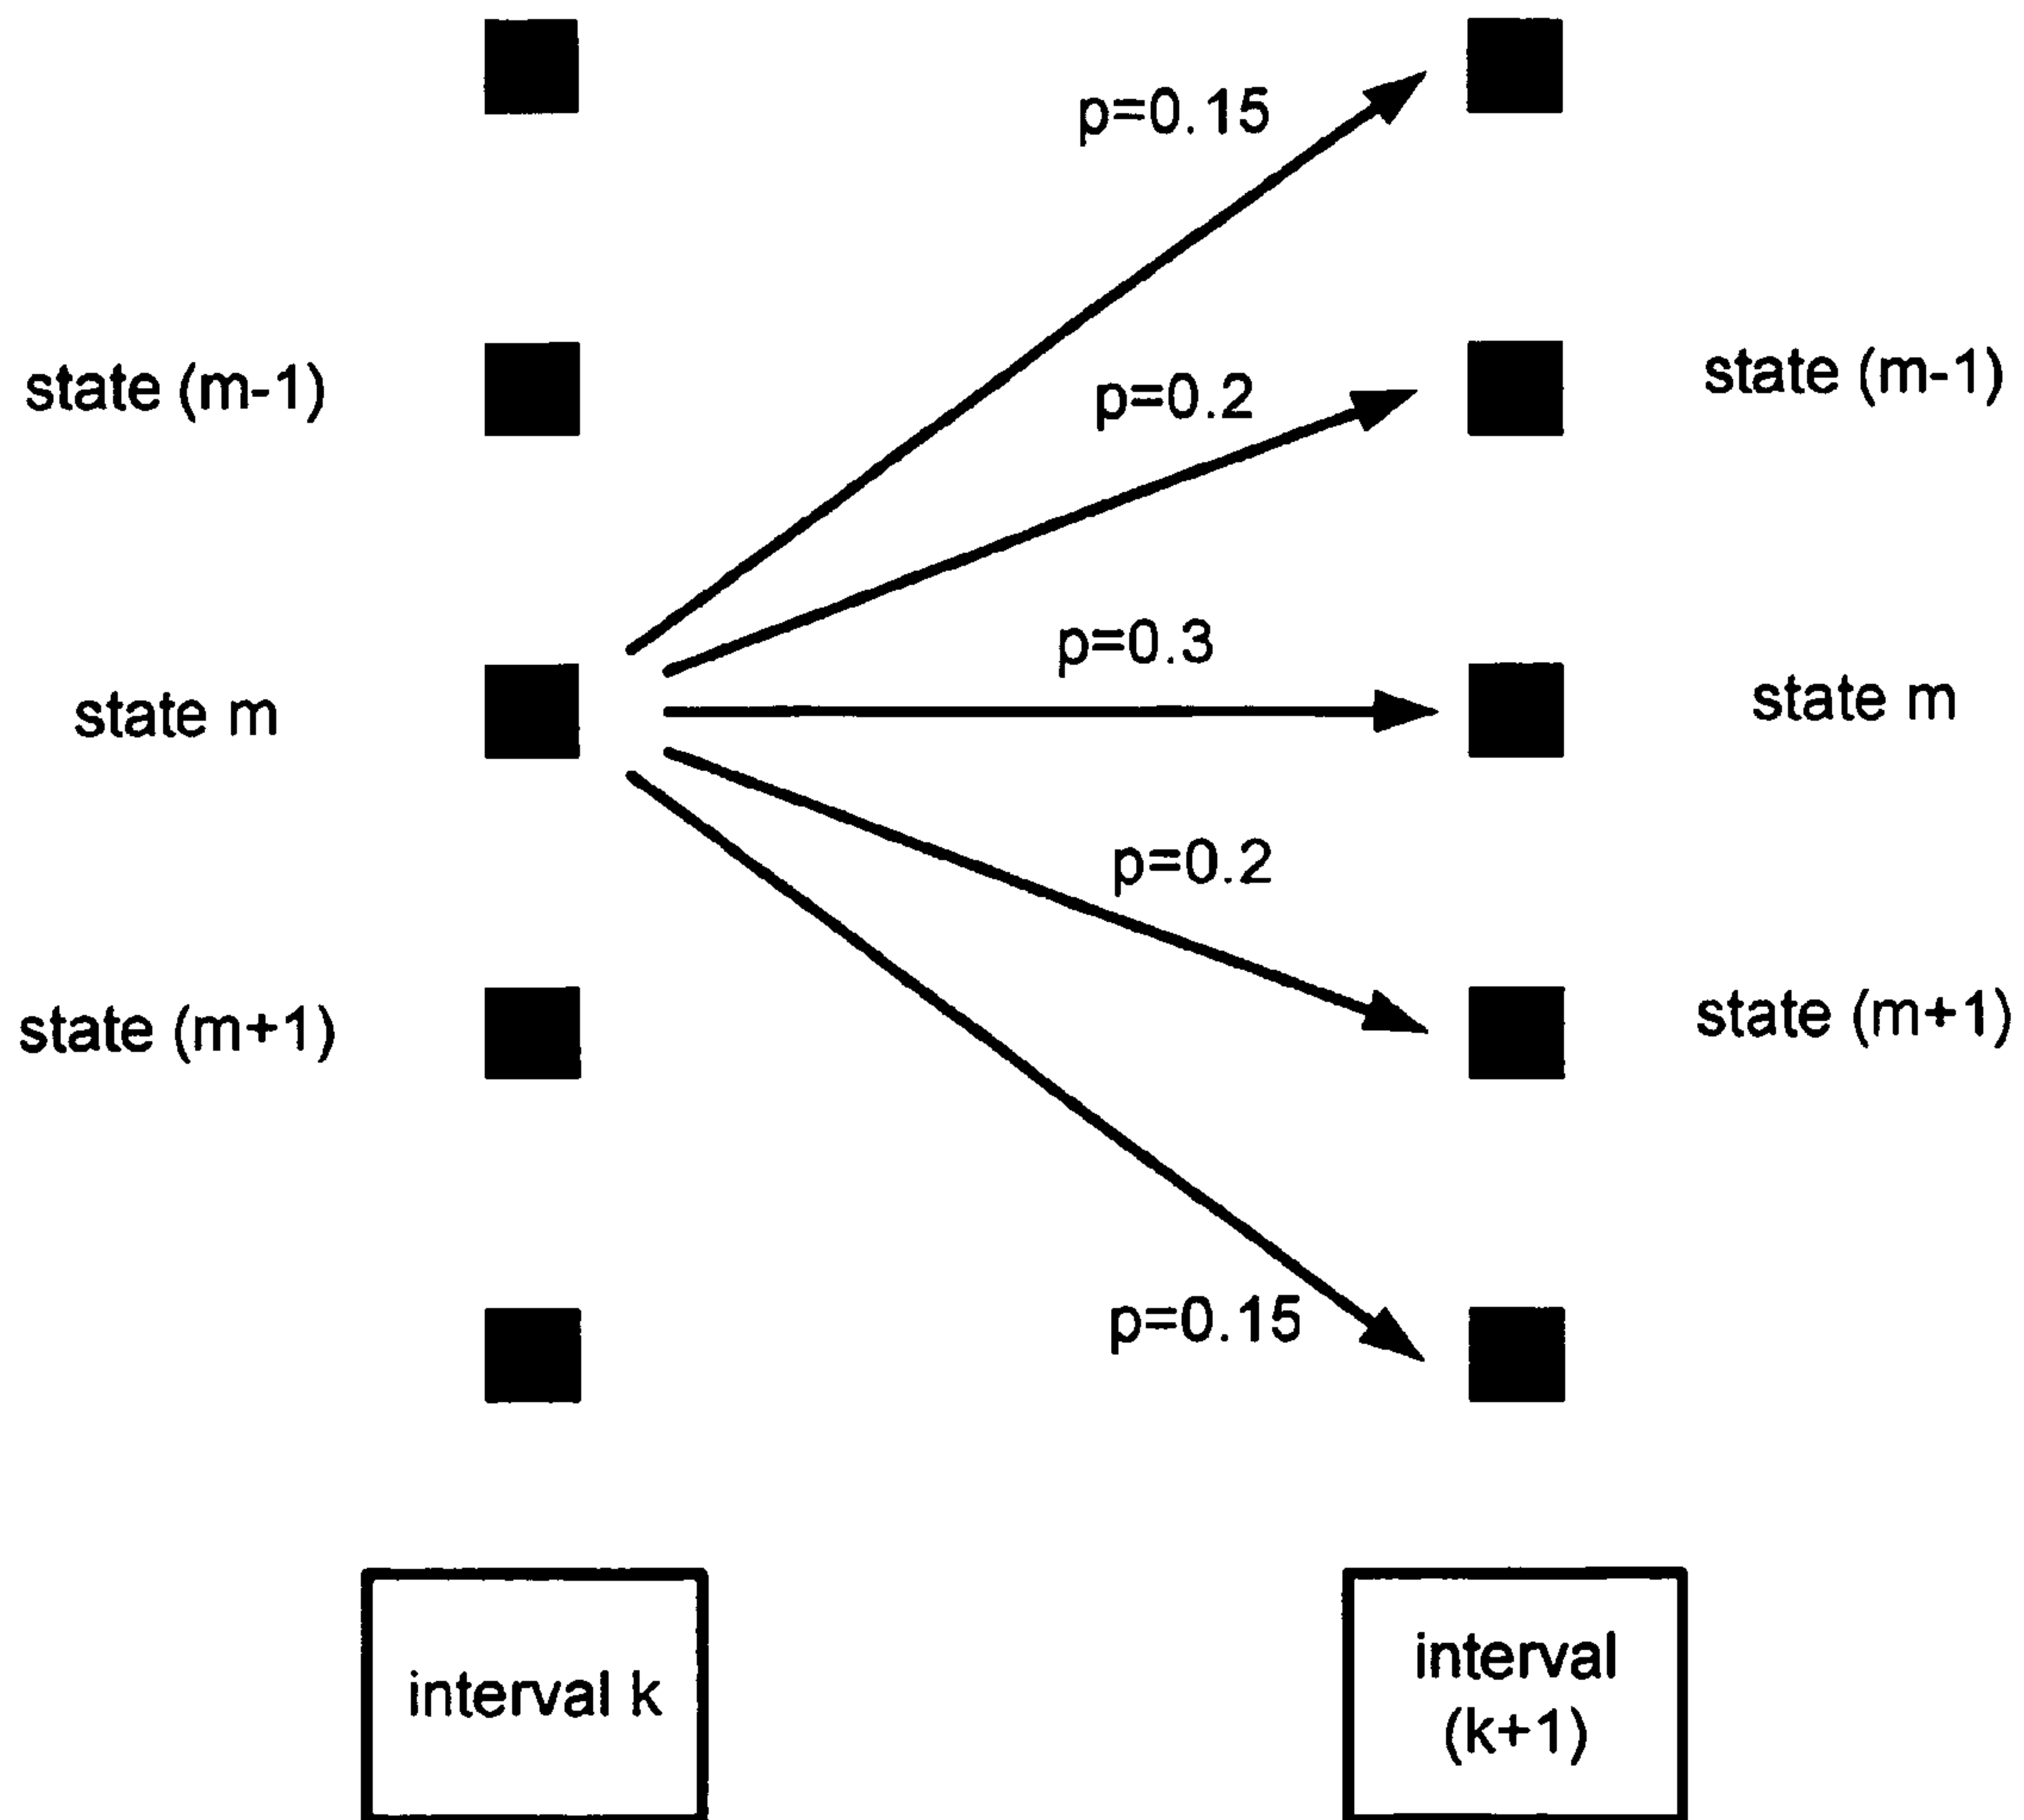 p=0.15
state (m-1)
p=0.2
state (m-1)
state m
p=0.3
state m
state (m+1)
p=0.2
state (m+1)
p=0.15
interval k
interval
(k+1)